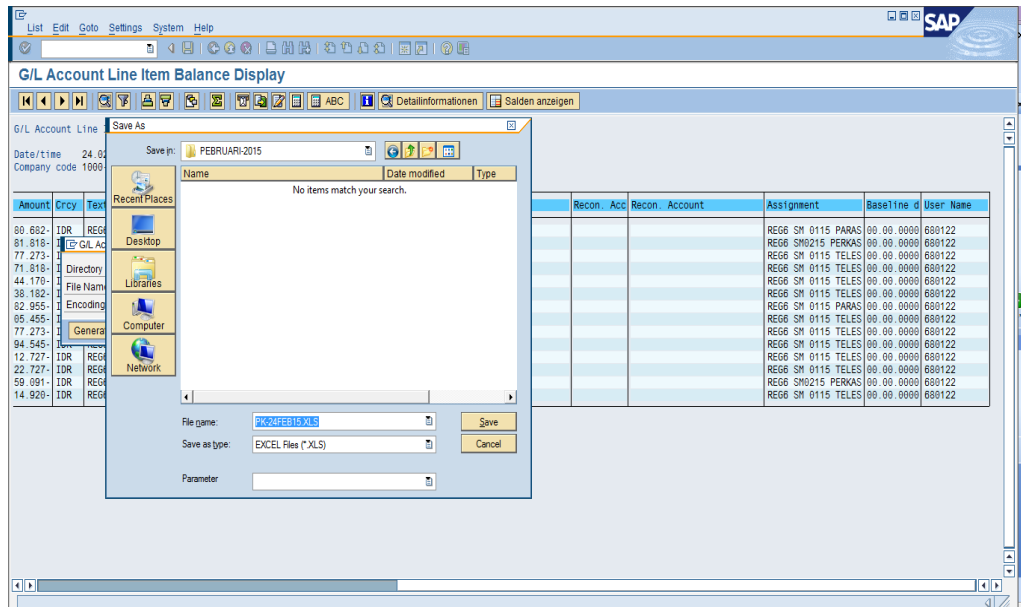 List Edit Goto Settings System Help
SAP
G/L Account Line Item Balance Display
ABC Detailinformationen Salden anzeigen
G/L Account Line
Date/time 24.02
Company code 1000-
Save As
Save in: PEBRUARI-2015
Name Date modified Type
No items match your search.
Recent Places
Desktop
Libraries
Computer
Network
File name: PK-24FEB15.XLS Save
Save as type: EXCEL Files (*.XLS) Cancel
Parameter
G/L Ac
Directory
File Name
Encoding
Generat
Amount Crcy Text Recon. Acc Recon. Account Assignment Baseline d User Name
80.682- IDR REG6 REG6 SM 0115 PARAS 00.00.0000 680122
81.818- REG6 SM0215 PERKAS 00.00.0000 680122
77.273- REG6 SM 0115 TELES 00.00.0000 680122
71.818- REG6 SM 0115 TELES 00.00.0000 680122
44.170- REG6 SM 0115 TELES 00.00.0000 680122
38.182- REG6 SM 0115 TELES 00.00.0000 680122
82.955- REG6 SM 0115 PARAS 00.00.0000 680122
05.455- REG6 SM 0115 TELES 00.00.0000 680122
77.273- REG6 SM 0115 TELES 00.00.0000 680122
94.545- REG6 SM 0115 TELES 00.00.0000 680122
12.727- IDR REG6 REG6 SM 0115 TELES 00.00.0000 680122
22.727- IDR REG6 REG6 SM 0115 TELES 00.00.0000 680122
59.091- IDR REG6 REG6 SM0215 PERKAS 00.00.0000 680122
14.920- IDR REG6 REG6 SM 0115 TELES 00.00.0000 680122